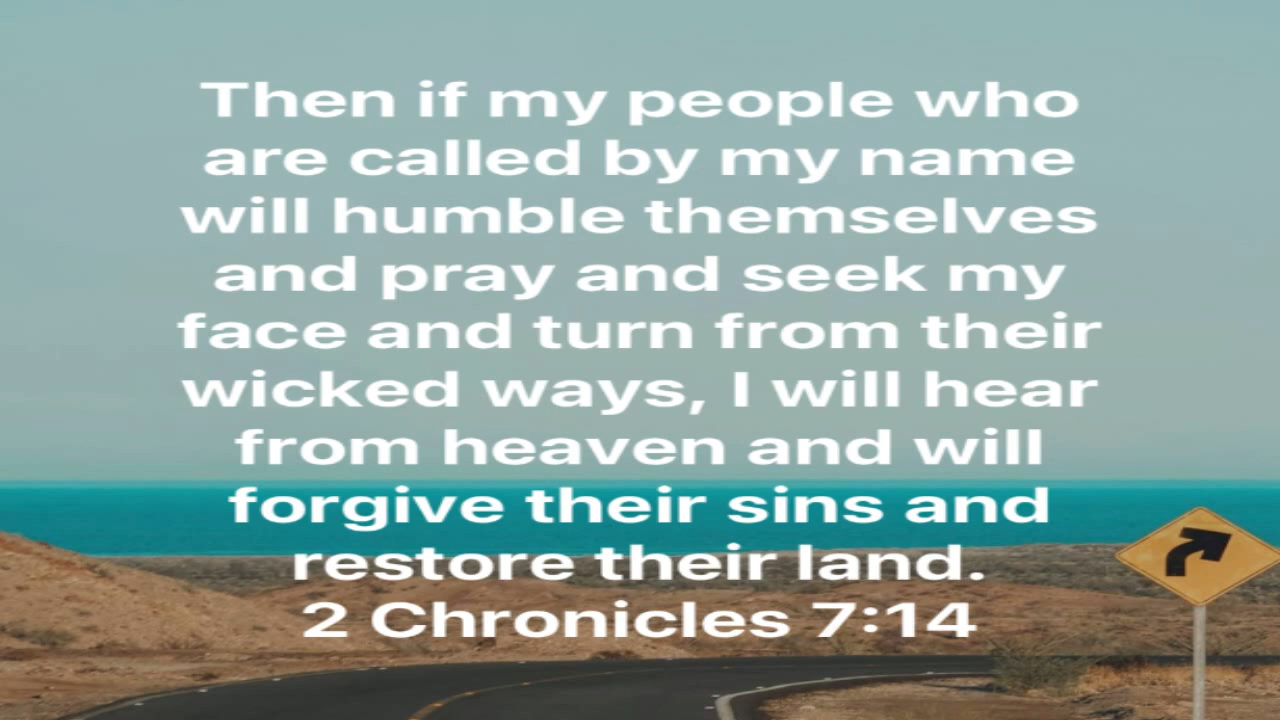 Then if my people who
are called by my name
will humble themselves
and pray and seek my
face and turn from their
wicked ways, I will hear
from heaven and will
forgive their sins and
restore their land.
2 Chronicles 7:14